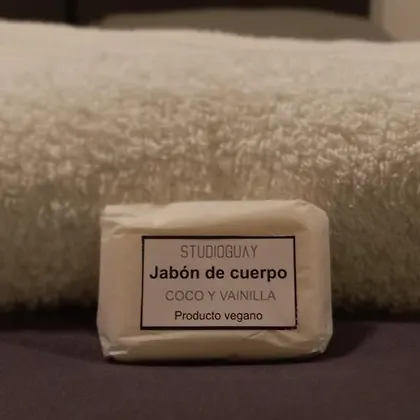 STUDIOGUAY
Jabón de cuerpo
COCO Y VAINILLA
Producto vegano